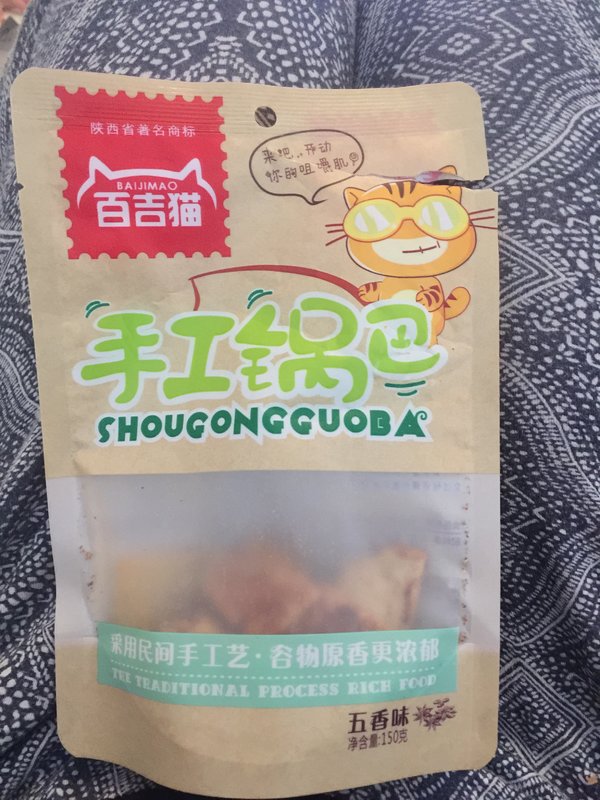 陕西省著名商标
BAIJIMAO
百吉猫
来吧,,开动
你的咀嚼肌
手工锅巴
SHOUGONGGUOBA
采用民间手工艺·谷物原香更浓郁
THE TRADITIONAL PROCESS RICH FOOD
五香味
净含量:150克